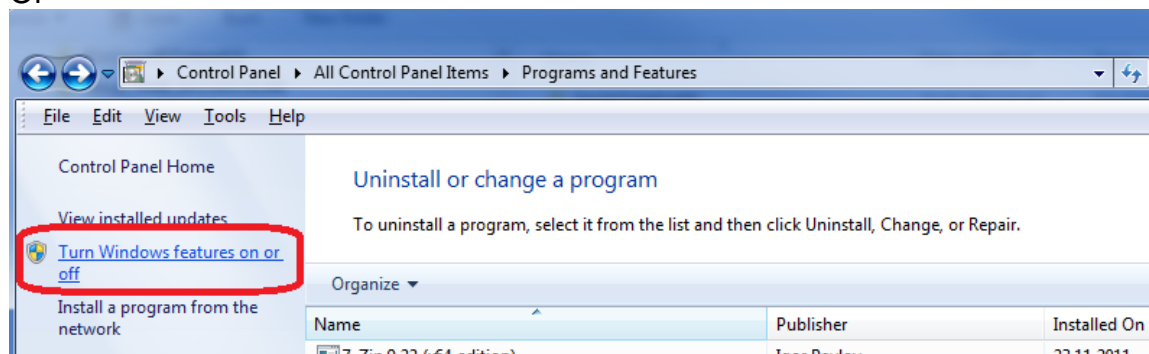 Control Panel ▸ All Control Panel Items ▸ Programs and Features
File Edit View Tools Help
Control Panel Home
View installed updates
Turn Windows features on or
off
Install a program from the
network
Uninstall or change a program
To uninstall a program, select it from the list and then click Uninstall, Change, or Repair.
Organize
Name Publisher Installed On